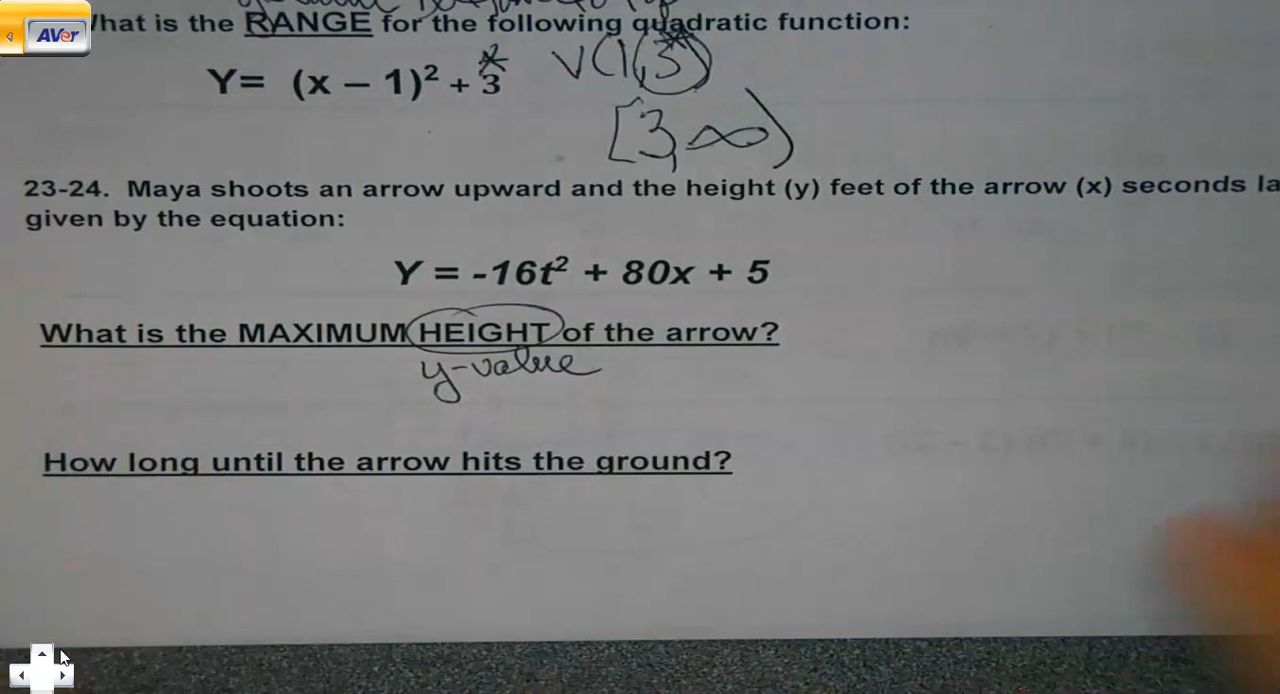 AVer
hat is the RANGE for the following quadratic function:
Y= (x – 1)² + 3 V(1,3)
[3,∞)
23-24. Maya shoots an arrow upward and the height (y) feet of the arrow (x) seconds la
given by the equation:
Y = -16t² + 80x + 5
What is the MAXIMUM HEIGHT of the arrow?
y-value
How long until the arrow hits the ground?